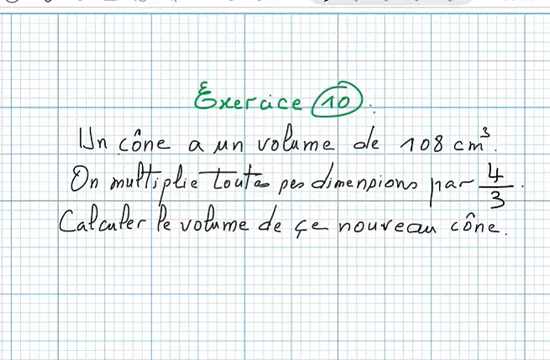 Exercice 10 :
Un cône a un volume de 108 cm³.
On multiplie toutes ses dimensions par 4/3.
Calculer le volume de ce nouveau cône.